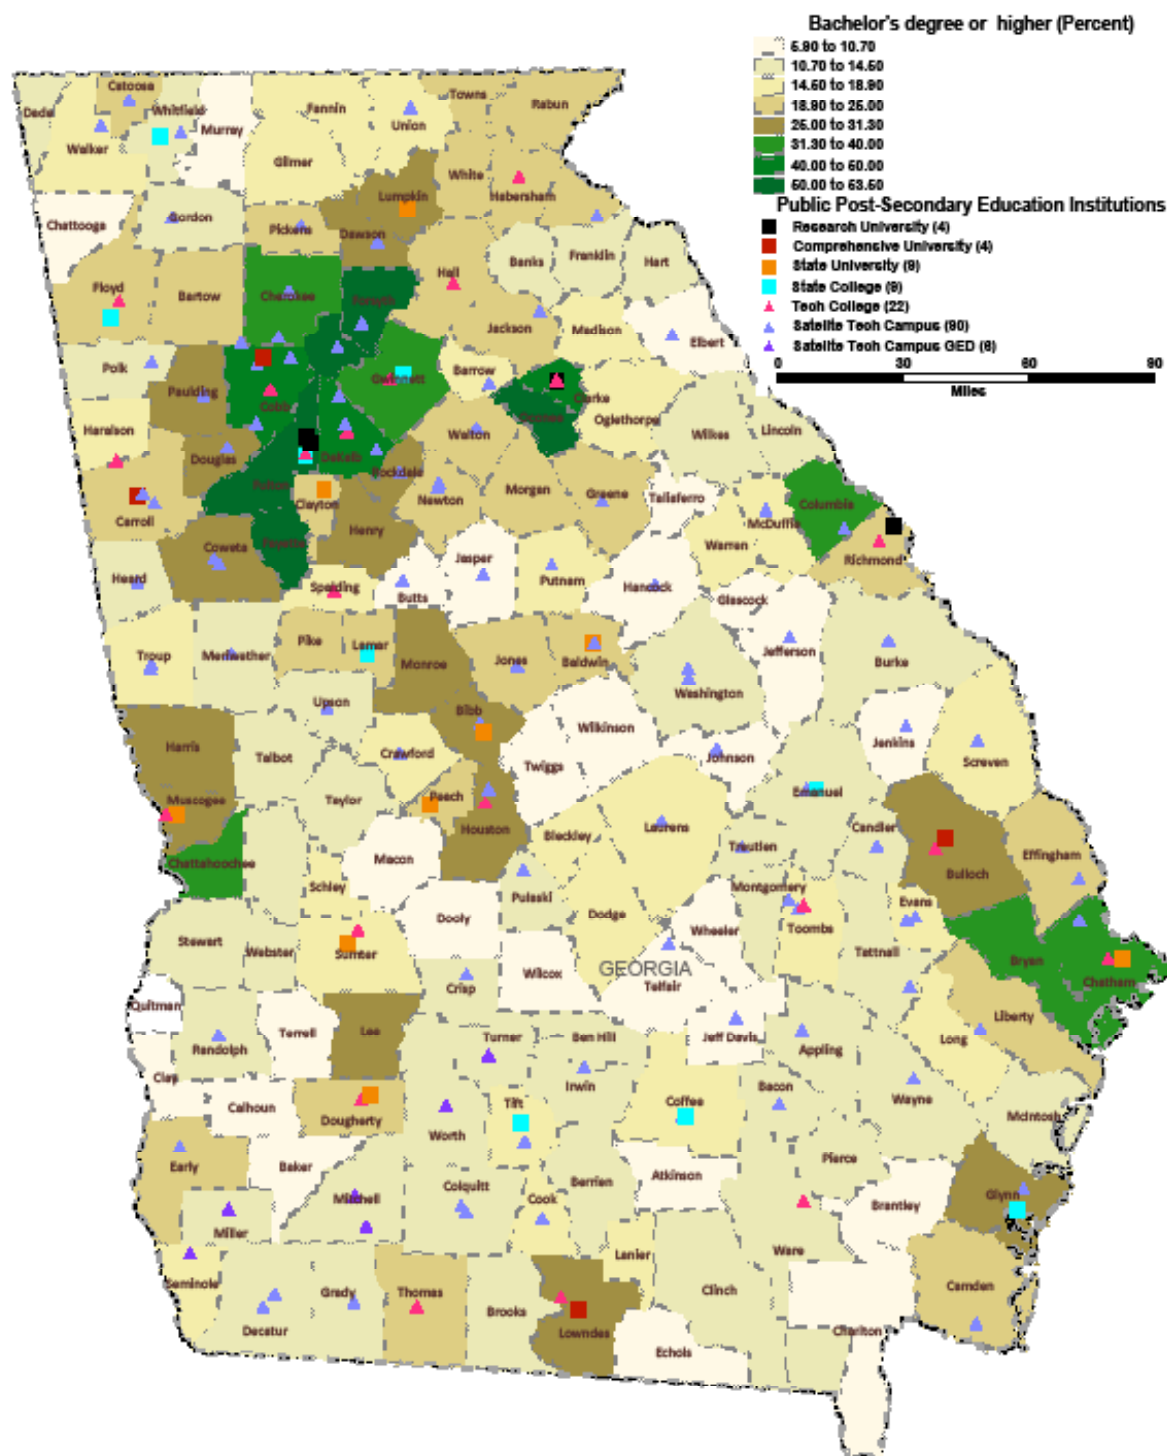 Bachelor's degree or higher (Percent)
5.90 to 10.70
10.70 to 14.50
14.50 to 18.90
18.90 to 25.00
25.00 to 31.30
31.30 to 40.00
40.00 to 50.00
50.00 to 53.50
Public Post-Secondary Education Institutions
Research University (4)
Comprehensive University (4)
State University (9)
State College (9)
Tech College (22)
Satelite Tech Campus (90)
Satelite Tech Campus GED (6)
0 30 60 90
Miles
Catoosa Towns
Dade Whitfield Fannin Rabun
Murray Union
Walker
Gilmer
White
Lumpkin Habersham
Chattooga Gordon
Pickens Dawson
Banks Franklin Hart
Hall
Floyd Bartow Cherokee Forsyth
Jackson Madison
Elbert
Polk Barrow
Gwinnett
Paulding Clarke
Cobb Oconee
Haralson Oglethorpe
Walton Wilkes Lincoln
Douglas DeKalb
Rockdale
Fulton
Carroll Clayton Newton Morgan Greene Taliaferro
Columbia
McDuffie
Henry
Coweta Fayette Warren
Jasper Richmond
Heard Spalding Putnam
Butts Hancock
Glascock
Troup Meriwether Pike Lamar
Monroe Jones Baldwin Jefferson
Burke
Washington
Upson
Bibb
Wilkinson
Harris Talbot Crawford
Twiggs Johnson Jenkins
Screven
Muscogee Taylor Peech
Emanuel
Houston Bleckley Laurens Candler
Chattahoochee Macon Treutlen
Effingham
Schley Pulaski Montgomery Bulloch
Dooly Dodge Evans
Stewart Webster Sumter Wheeler Toombs
Tattnall
Bryan
Wilcox GEORGIA
Crisp Telfair Chatham
Quitman
Terrell Lee Liberty
Randolph Turner Ben Hill Jeff Davis
Appling Long
Clay
Calhoun Irwin Bacon
Dougherty Tift Coffee Wayne
McIntosh
Worth
Early Baker Pierce
Colquitt Berrien Atkinson
Mitchell Cook Brantley Glynn
Miller
Lanier Ware
Seminole Grady Thomas Clinch Camden
Brooks
Decatur Lowndes Charlton
Echols